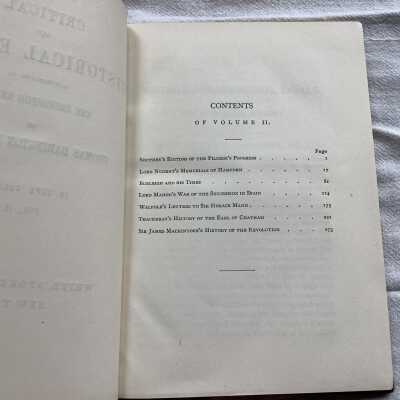 CONTENTS
OF VOLUME II.
Page
Southey's Edition of the Pilgrim's Progress . . . . . 1
Lord Nugent's Memorials of Hampden . . . . . 17
Burleigh and his Times . . . . . . .
Lord Mahon's War of the Succession in Spain . . . . 114
Walpole's Letters to Sir Horace Mann . . . . . 175
Thackeray's History of the Earl of Chatham . . . . 221
Sir James Mackintosh's History of the Revolution . . . 273